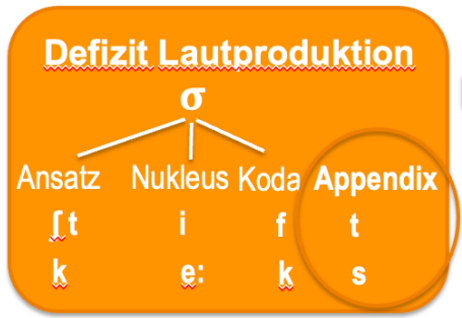 Defizit Lautproduktion
σ
Ansatz Nukleus Koda Appendix
ʃt i f t
k e: k s